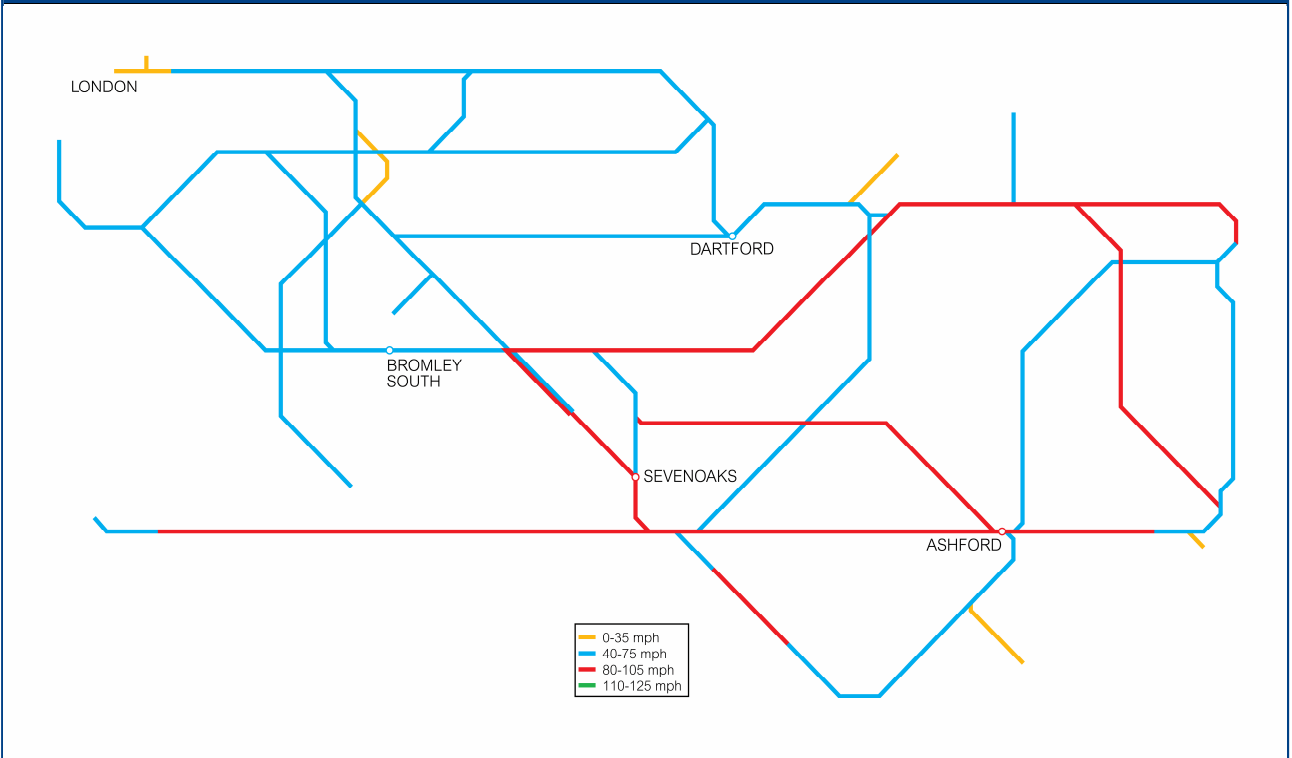 LONDON
DARTFORD
BROMLEY
SOUTH
SEVENOAKS
ASHFORD
0-35 mph
40-75 mph
80-105 mph
110-125 mph